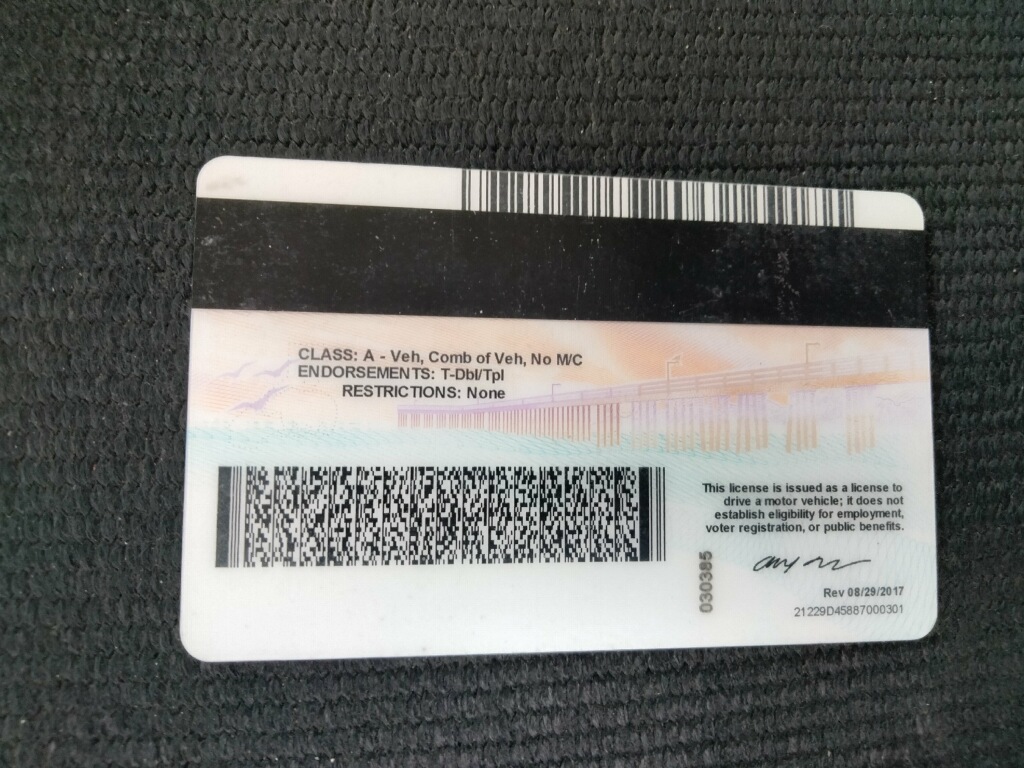 CLASS: A - Veh, Comb of Veh, No M/C
ENDORSEMENTS: T-Dbl/Tpl
RESTRICTIONS: None
This license is issued as a license to
drive a motor vehicle; it does not
establish eligibility for employment,
voter registration, or public benefits.
030385
Rev 08/29/2017
21229D45887000301